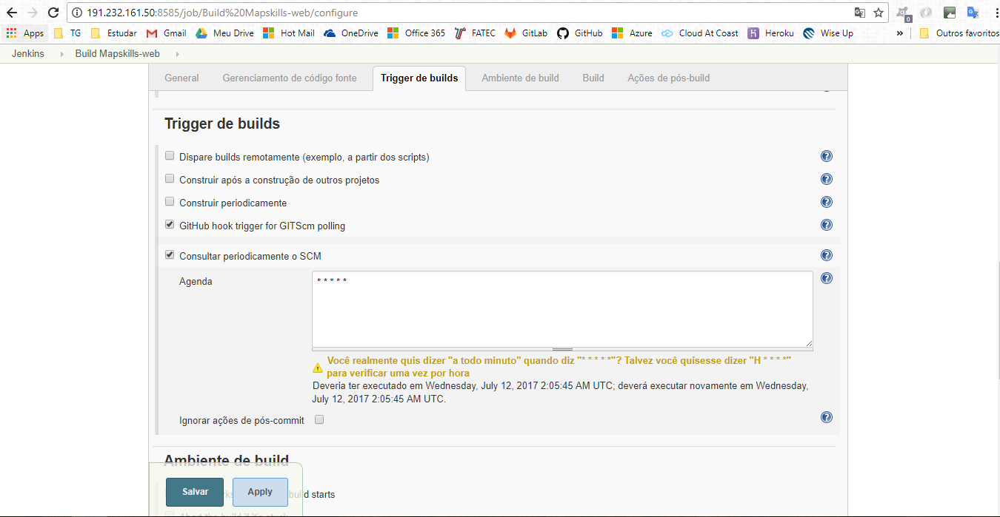 191.232.161.50:8585/job/Build%20Mapskills-web/configure
0
Apps TG Estudar Gmail Meu Drive Hot Mail OneDrive Office 365 FATEC GitLab GitHub Azure Cloud At Coast Heroku Wise Up » Outros favoritos
Jenkins Build Mapskills-web
General Gerenciamento de código fonte Trigger de builds Ambiente de build Build Ações de pós-build
Trigger de builds
Dispare builds remotamente (exemplo, a partir dos scripts)
Construir após a construção de outros projetos
Construir periodicamente
GitHub hook trigger for GITScm polling
Consultar periodicamente o SCM
Agenda * * * * *
Você realmente quis dizer "a todo minuto" quando diz "* * * * *"? Talvez você quisesse dizer "H * * * *"
para verificar uma vez por hora
Deveria ter executado em Wednesday, July 12, 2017 2:05:45 AM UTC; deverá executar novamente em Wednesday,
July 12, 2017 2:05:45 AM UTC.
Ignorar ações de pós-commit
Ambiente de build
Salvar Apply build starts
Abort the build if it's stuck